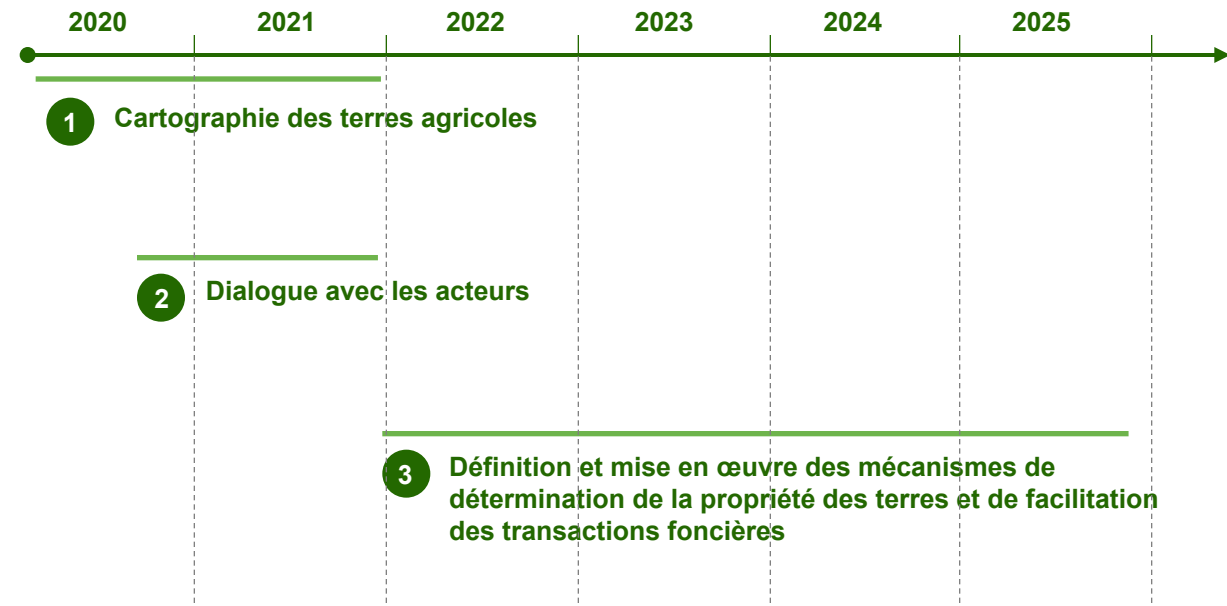 2020 2021 2022 2023 2024 2025
1 Cartographie des terres agricoles
2 Dialogue avec les acteurs
3 Définition et mise en œuvre des mécanismes de
détermination de la propriété des terres et de facilitation
des transactions foncières